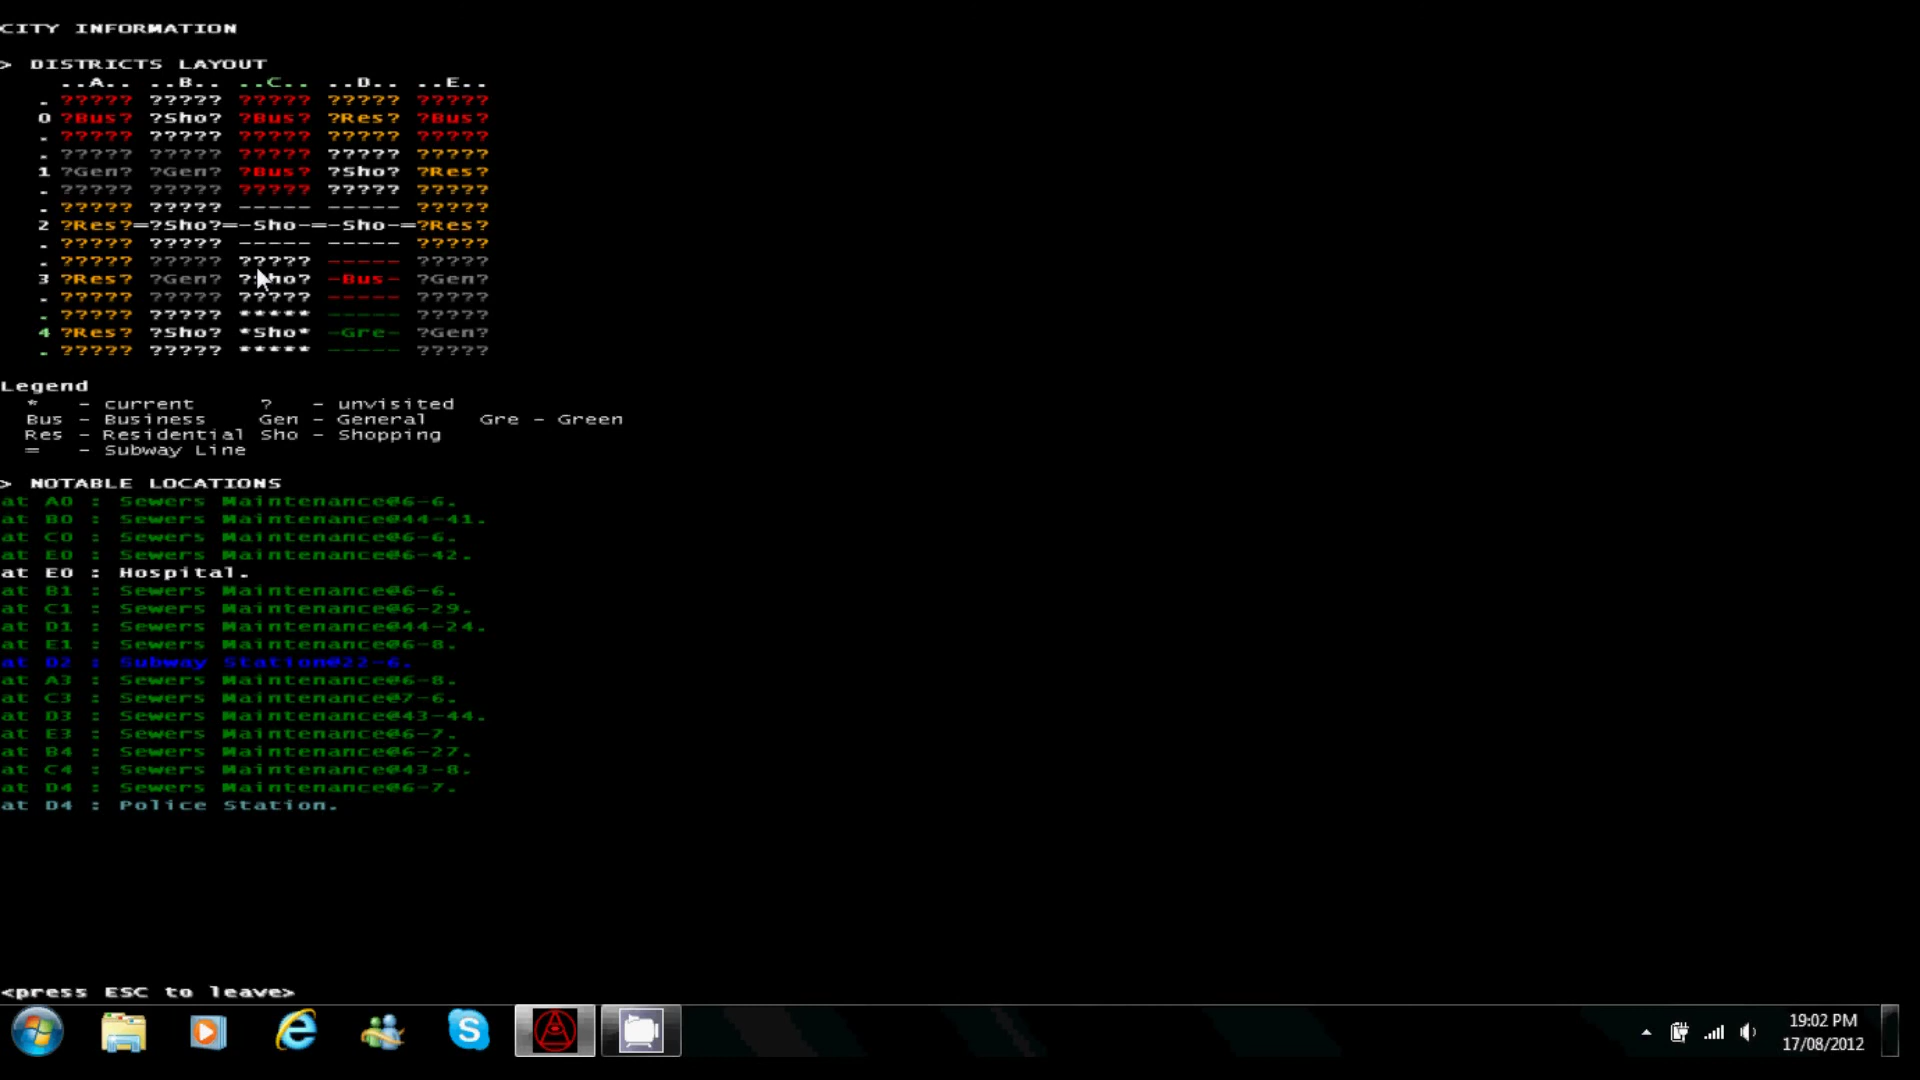 CITY INFORMATION
> DISTRICTS LAYOUT
..A.. ..B.. ..C.. ..D.. ..E..
. ????? ????? ????? ????? ?????
0 ?Bus? ?Sho? ?Bus? ?Res? ?Bus?
. ????? ????? ????? ????? ?????
. ????? ????? ????? ????? ?????
1 ?Gen? ?Gen? ?Bus? ?Sho? ?Res?
. ????? ????? ????? ????? ?????
. ????? ????? ----- ----- ?????
2 ?Res?=?Sho?=-Sho-=-Sho-=?Res?
. ????? ????? ----- ----- ?????
. ????? ????? ????? ----- ?????
3 ?Res? ?Gen? ?Sho? -Bus- ?Gen?
. ????? ????? ????? ----- ?????
. ????? ????? ***** ----- ?????
4 ?Res? ?Sho? *Sho* -Gre- ?Gen?
. ????? ????? ***** ----- ?????
Legend
* - current ? - unvisited
Bus - Business Gen - General Gre - Green
Res - Residential Sho - Shopping
= - Subway Line
> NOTABLE LOCATIONS
at A0 : Sewers Maintenance@6-6.
at B0 : Sewers Maintenance@44-41.
at C0 : Sewers Maintenance@6-6.
at E0 : Sewers Maintenance@6-42.
at E0 : Hospital.
at B1 : Sewers Maintenance@6-6.
at C1 : Sewers Maintenance@6-29.
at D1 : Sewers Maintenance@44-24.
at E1 : Sewers Maintenance@6-8.
at D2 : Subway Station@22-6.
at A3 : Sewers Maintenance@6-8.
at C3 : Sewers Maintenance@7-6.
at D3 : Sewers Maintenance@43-44.
at E3 : Sewers Maintenance@6-7.
at B4 : Sewers Maintenance@6-27.
at C4 : Sewers Maintenance@43-8.
at D4 : Sewers Maintenance@6-7.
at D4 : Police Station.
<press ESC to leave>
19:02 PM
17/08/2012